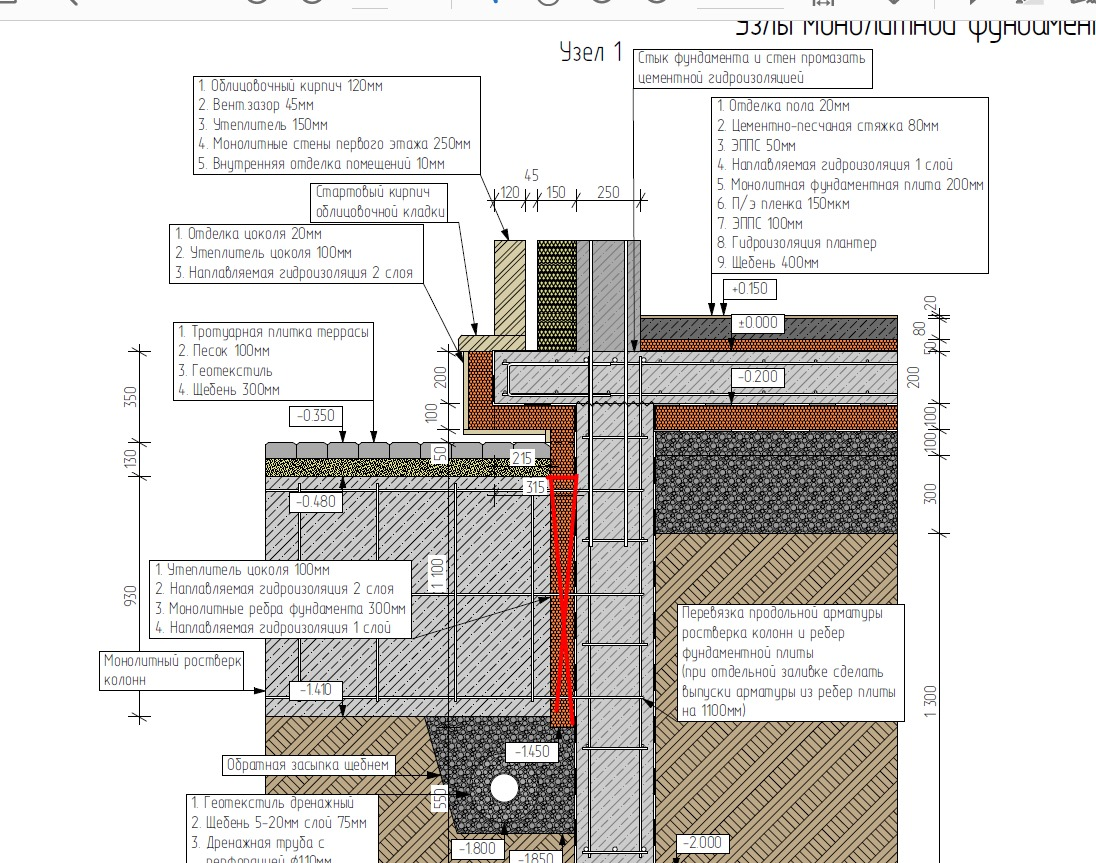 Узлы монолитной фундамент
Узел 1
Стык фундамента и стен промазать
цементной гидроизоляцией
1. Облицовочный кирпич 120мм
2. Вент.зазор 45мм
3. Утеплитель 150мм
4. Монолитные стены первого этажа 250мм
5. Внутренняя отделка помещений 10мм
1. Отделка пола 20мм
2. Цементно-песчаная стяжка 80мм
3. ЭППС 50мм
4. Наплавляемая гидроизоляция 1 слой
5. Монолитная фундаментная плита 200мм
6. П/э пленка 150мкм
7. ЭППС 100мм
8. Гидроизоляция плантер
9. Щебень 400мм
45
120 150 250
Стартовый кирпич
облицовочной кладки
1. Отделка цоколя 20мм
2. Утеплитель цоколя 100мм
3. Наплавляемая гидроизоляция 2 слоя
+0.150
±0.000
-0.200
20
80
50
200
100
100
300
1 300
1. Тротуарная плитка террасы
2. Песок 100мм
3. Геотекстиль
4. Щебень 300мм
-0.350
350
130
930
200
100
50
215
315
-0.480
1 100
1. Утеплитель цоколя 100мм
2. Наплавляемая гидроизоляция 2 слоя
3. Монолитные ребра фундамента 300мм
4. Наплавляемая гидроизоляция 1 слой
Перевязка продольной арматуры
ростверка колонн и ребер
фундаментной плиты
(при отдельной заливке сделать
выпуски арматуры из ребер плиты
на 1100мм)
Монолитный ростверк
колонн
-1.410
-1.450
Обратная засыпка щебнем
550
1. Геотекстиль дренажный
2. Щебень 5-20мм слой 75мм
3. Дренажная труба с
перфорацией ф110мм
-1.800
-1.850
-2.000